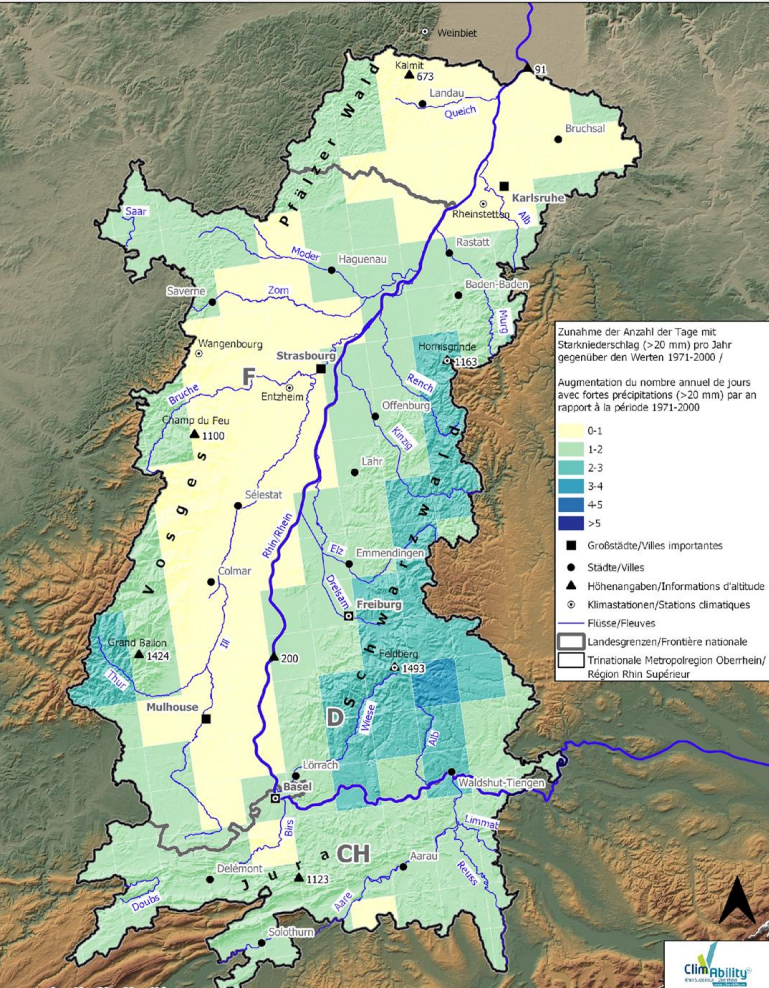 Weinbiet
Kalmit
673
91
Landau
Queich
Bruchsal
Pfälzer Wald
Karlsruhe
Rheinstetten
Alb
Saar
Moder
Haguenau
Rastatt
Saverne
Zorn
Baden-Baden
Murg
Wangenbourg
Strasbourg
Hornisgrinde
1163
F
Entzheim
Bruche
Rench
Champ du Feu
1100
Offenburg
Kinzig
Lahr
Vosges
Schwarzwald
Sélestat
Rhin/Rhein
Elz
Emmendingen
Colmar
Dreisam
Freiburg
Ill
Grand Ballon
1424
200
Feldberg
1493
Thur
Mulhouse
D
Wiese
Alb
Lörrach
Basel
Waldshut-Tiengen
Birs
Limmat
CH
Aarau
Reuss
Delémont
Jura
1123
Doubs
Aare
Solothurn
Zunahme der Anzahl der Tage mit
Starkniederschlag (>20 mm) pro Jahr
gegenüber den Werten 1971-2000 /
Augmentation du nombre annuel de jours
avec fortes précipitations (>20 mm) par an
rapport à la période 1971-2000
0-1
1-2
2-3
3-4
4-5
>5
Großstädte/Villes importantes
Städte/Villes
Höhenangaben/Informations d'altitude
Klimastationen/Stations climatiques
Flüsse/Fleuves
Landesgrenzen/Frontière nationale
Trinationale Metropolregion Oberrhein/
Région Rhin Supérieur
ClimAbility